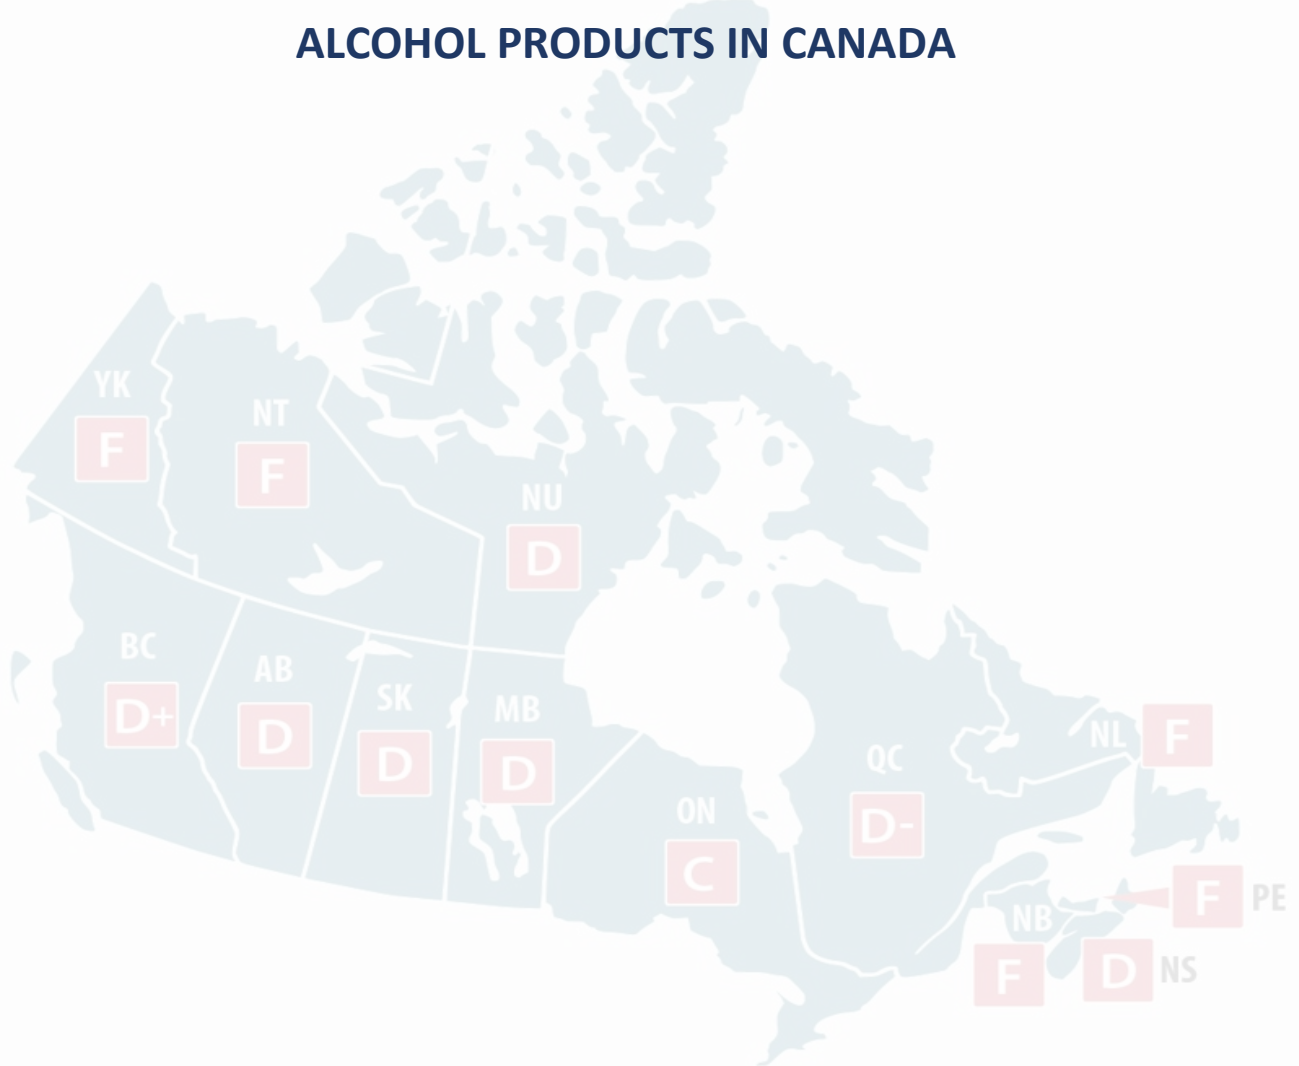 ALCOHOL PRODUCTS IN CANADA
YK
F
NT
F
NU
D
BC
D+
AB
D
SK
D
MB
D
ON
C
QC
D-
NL
F
F
PE
NB
F
D
NS